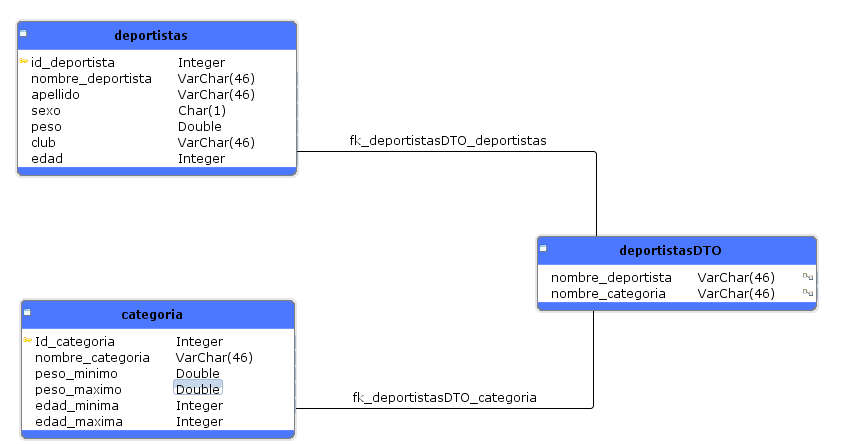 deportistas
id_deportista Integer
nombre_deportista VarChar(46)
apellido VarChar(46)
sexo Char(1)
peso Double
club VarChar(46)
edad Integer
fk_deportistasDTO_deportistas
deportistasDTO
nombre_deportista VarChar(46)
nombre_categoria VarChar(46)
categoria
Id_categoria Integer
nombre_categoria VarChar(46)
peso_minimo Double
peso_maximo Double
edad_minima Integer
edad_maxima Integer
fk_deportistasDTO_categoria